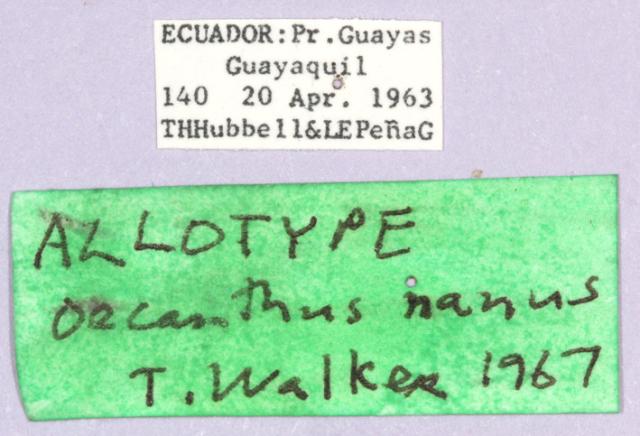 ECUADOR:Pr.Guayas
Guayaquil
140 20 Apr. 1963
THHubbell&LEPeñaG
ALLOTYPE
Oecanthus nanus
T. Walker 1967